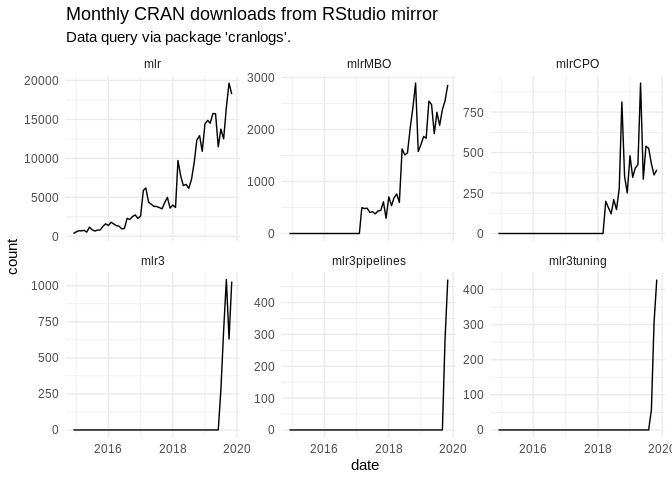 Monthly CRAN downloads from RStudio mirror
Data query via package 'cranlogs'.
mlr
mlrMBO
mlrCPO
20000
15000
10000
5000
0
3000
2000
1000
0
750
500
250
0
count
mlr3
mlr3pipelines
mlr3tuning
1000
750
500
250
0
400
300
200
100
0
400
300
200
100
0
2016 2018 2020
2016 2018 2020
2016 2018 202
date